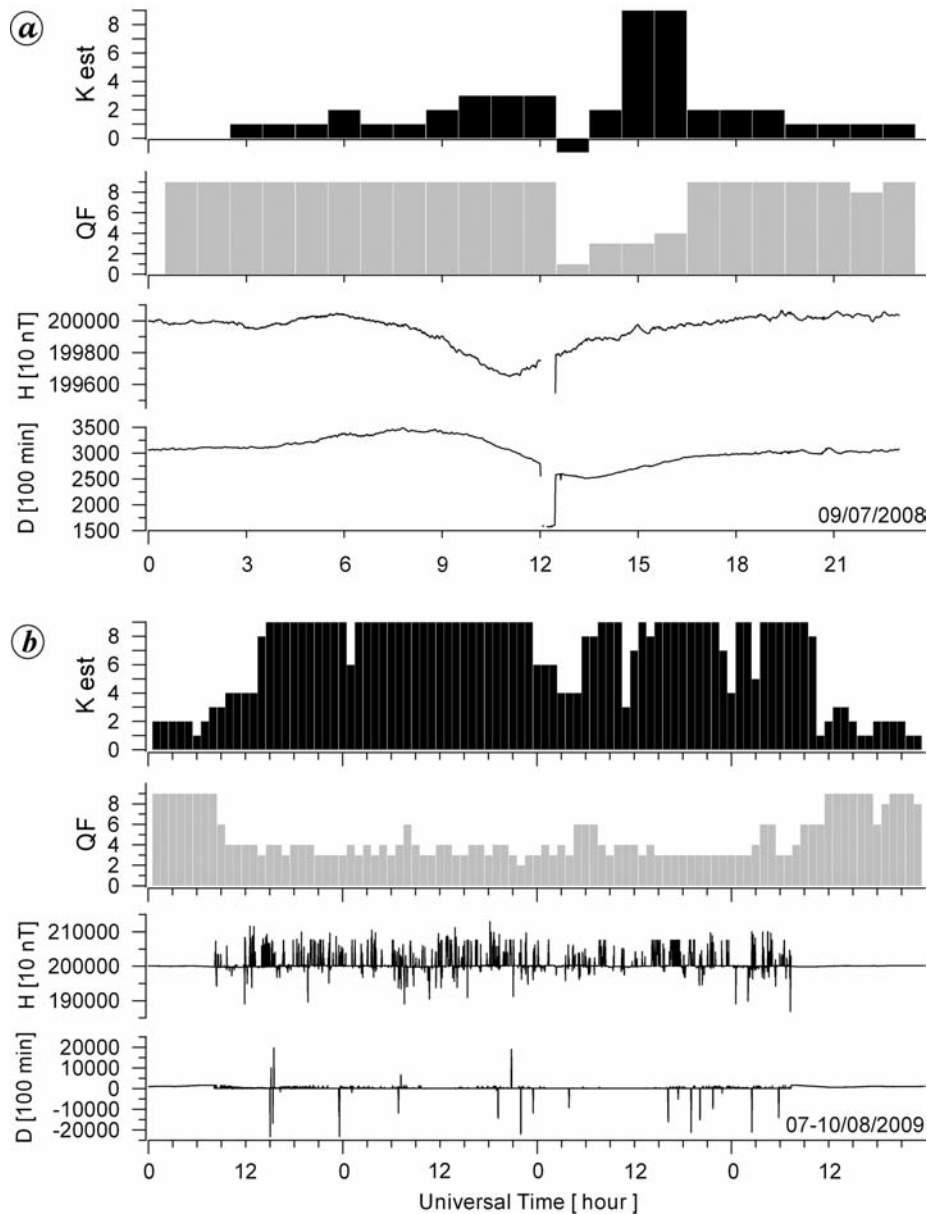 a
K est
8
6
4
2
0
QF
8
6
4
2
0
H [10 nT]
200000
199800
199600
D [100 min]
3500
3000
2500
2000
1500
09/07/2008
0 3 6 9 12 15 18 21
b
K est
8
6
4
2
0
QF
8
6
4
2
0
H [10 nT]
210000
200000
190000
D [100 min]
20000
10000
0
-10000
-20000
07-10/08/2009
0 12 0 12 0 12 0 12
Universal Time [ hour ]